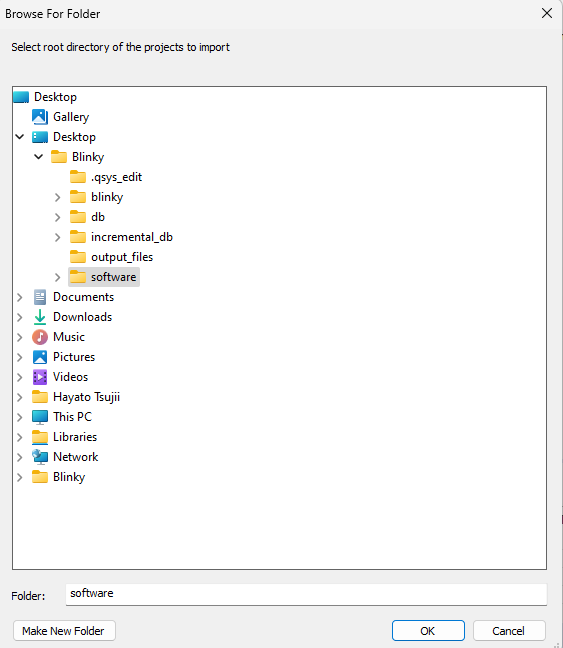 Browse For Folder
Select root directory of the projects to import
Desktop
Gallery
Desktop
Blinky
.qsys_edit
blinky
db
incremental_db
output_files
software
Documents
Downloads
Music
Pictures
Videos
Hayato Tsujii
This PC
Libraries
Network
Blinky
Folder: software
Make New Folder OK Cancel